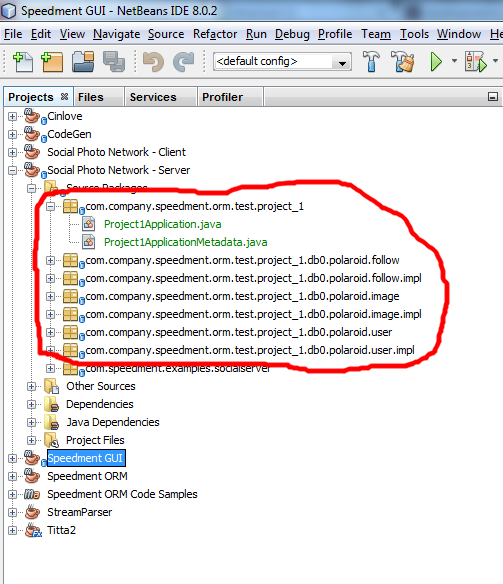 Speedment GUI - NetBeans IDE 8.0.2
File Edit View Navigate Source Refactor Run Debug Profile Team Tools Window He
<default config>
Projects Files Services Profiler
Cinlove
CodeGen
Social Photo Network - Client
Social Photo Network - Server
Source Packages
com.company.speedment.orm.test.project_1
Project1Application.java
Project1ApplicationMetadata.java
com.company.speedment.orm.test.project_1.db0.polaroid.follow
com.company.speedment.orm.test.project_1.db0.polaroid.follow.impl
com.company.speedment.orm.test.project_1.db0.polaroid.image
com.company.speedment.orm.test.project_1.db0.polaroid.image.impl
com.company.speedment.orm.test.project_1.db0.polaroid.user
com.company.speedment.orm.test.project_1.db0.polaroid.user.impl
com.speedment.examples.socialserver
Other Sources
Dependencies
Java Dependencies
Project Files
Speedment GUI
Speedment ORM
Speedment ORM Code Samples
StreamParser
Titta2